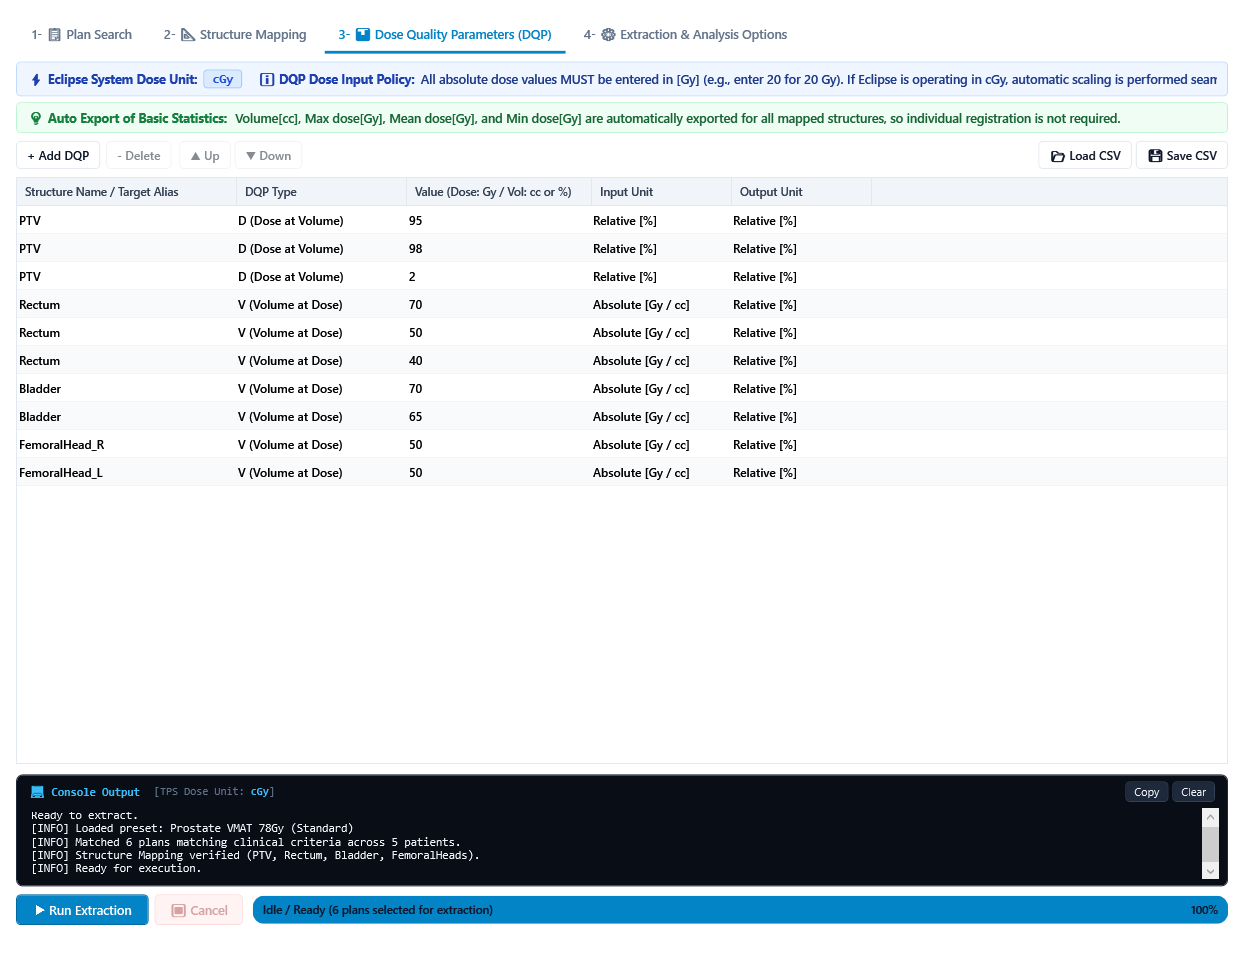 1- Plan Search 2- Structure Mapping 3- Dose Quality Parameters (DQP) 4- Extraction & Analysis Options
Eclipse System Dose Unit: cGy DQP Dose Input Policy: All absolute dose values MUST be entered in [Gy] (e.g., enter 20 for 20 Gy). If Eclipse is operating in cGy, automatic scaling is performed
Auto Export of Basic Statistics: Volume[cc], Max dose[Gy], Mean dose[Gy], and Min dose[Gy] are automatically exported for all mapped structures, so individual registration is not required.
+ Add DQP - Delete ▲ Up ▼ Down Load CSV Save CSV
Structure Name / Target Alias DQP Type Value (Dose: Gy / Vol: cc or %) Input Unit Output Unit
PTV D (Dose at Volume) 95 Relative [%] Relative [%]
PTV D (Dose at Volume) 98 Relative [%] Relative [%]
PTV D (Dose at Volume) 2 Relative [%] Relative [%]
Rectum V (Volume at Dose) 70 Absolute [Gy / cc] Relative [%]
Rectum V (Volume at Dose) 50 Absolute [Gy / cc] Relative [%]
Rectum V (Volume at Dose) 40 Absolute [Gy / cc] Relative [%]
Bladder V (Volume at Dose) 70 Absolute [Gy / cc] Relative [%]
Bladder V (Volume at Dose) 65 Absolute [Gy / cc] Relative [%]
FemoralHead_R V (Volume at Dose) 50 Absolute [Gy / cc] Relative [%]
FemoralHead_L V (Volume at Dose) 50 Absolute [Gy / cc] Relative [%]
Console Output [TPS Dose Unit: cGy] Copy Clear
Ready to extract.
[INFO] Loaded preset: Prostate VMAT 78Gy (Standard)
[INFO] Matched 6 plans matching clinical criteria across 5 patients.
[INFO] Structure Mapping verified (PTV, Rectum, Bladder, FemoralHeads).
[INFO] Ready for execution.
▶ Run Extraction Cancel Idle / Ready (6 plans selected for extraction) 100%